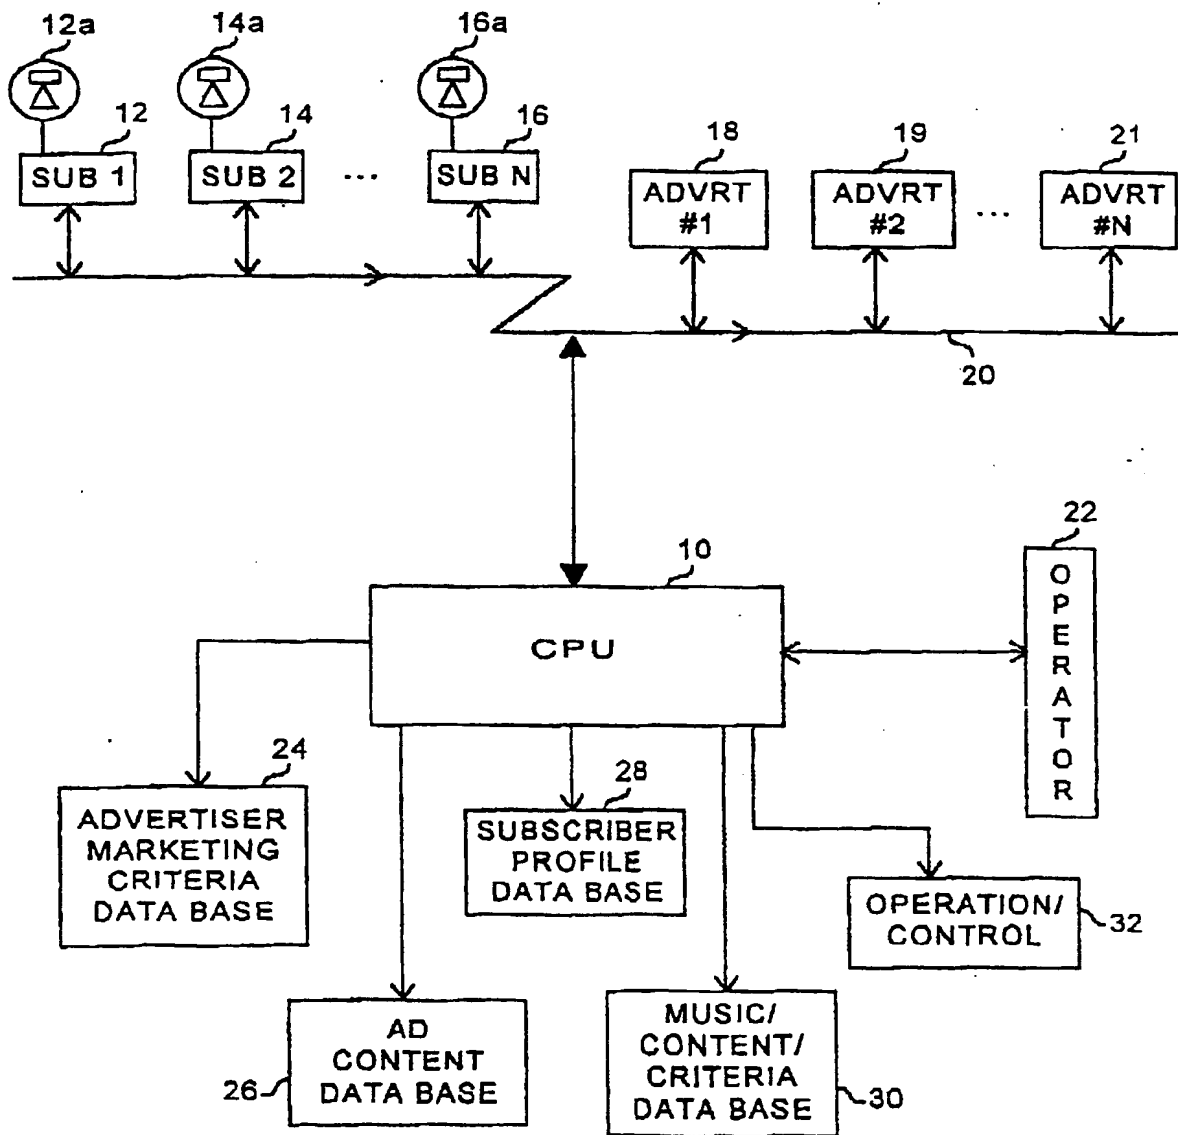 12a
14a
16a
12
14
16
18
19
21
SUB 1
SUB 2
...
SUB N
ADVRT
#1
ADVRT
#2
...
ADVRT
#N
20
22
10
CPU
OPERATOR
24
ADVERTISER
MARKETING
CRITERIA
DATA BASE
28
SUBSCRIBER
PROFILE
DATA BASE
OPERATION/
CONTROL
32
AD
CONTENT
DATA BASE
26
MUSIC/
CONTENT/
CRITERIA
DATA BASE
30